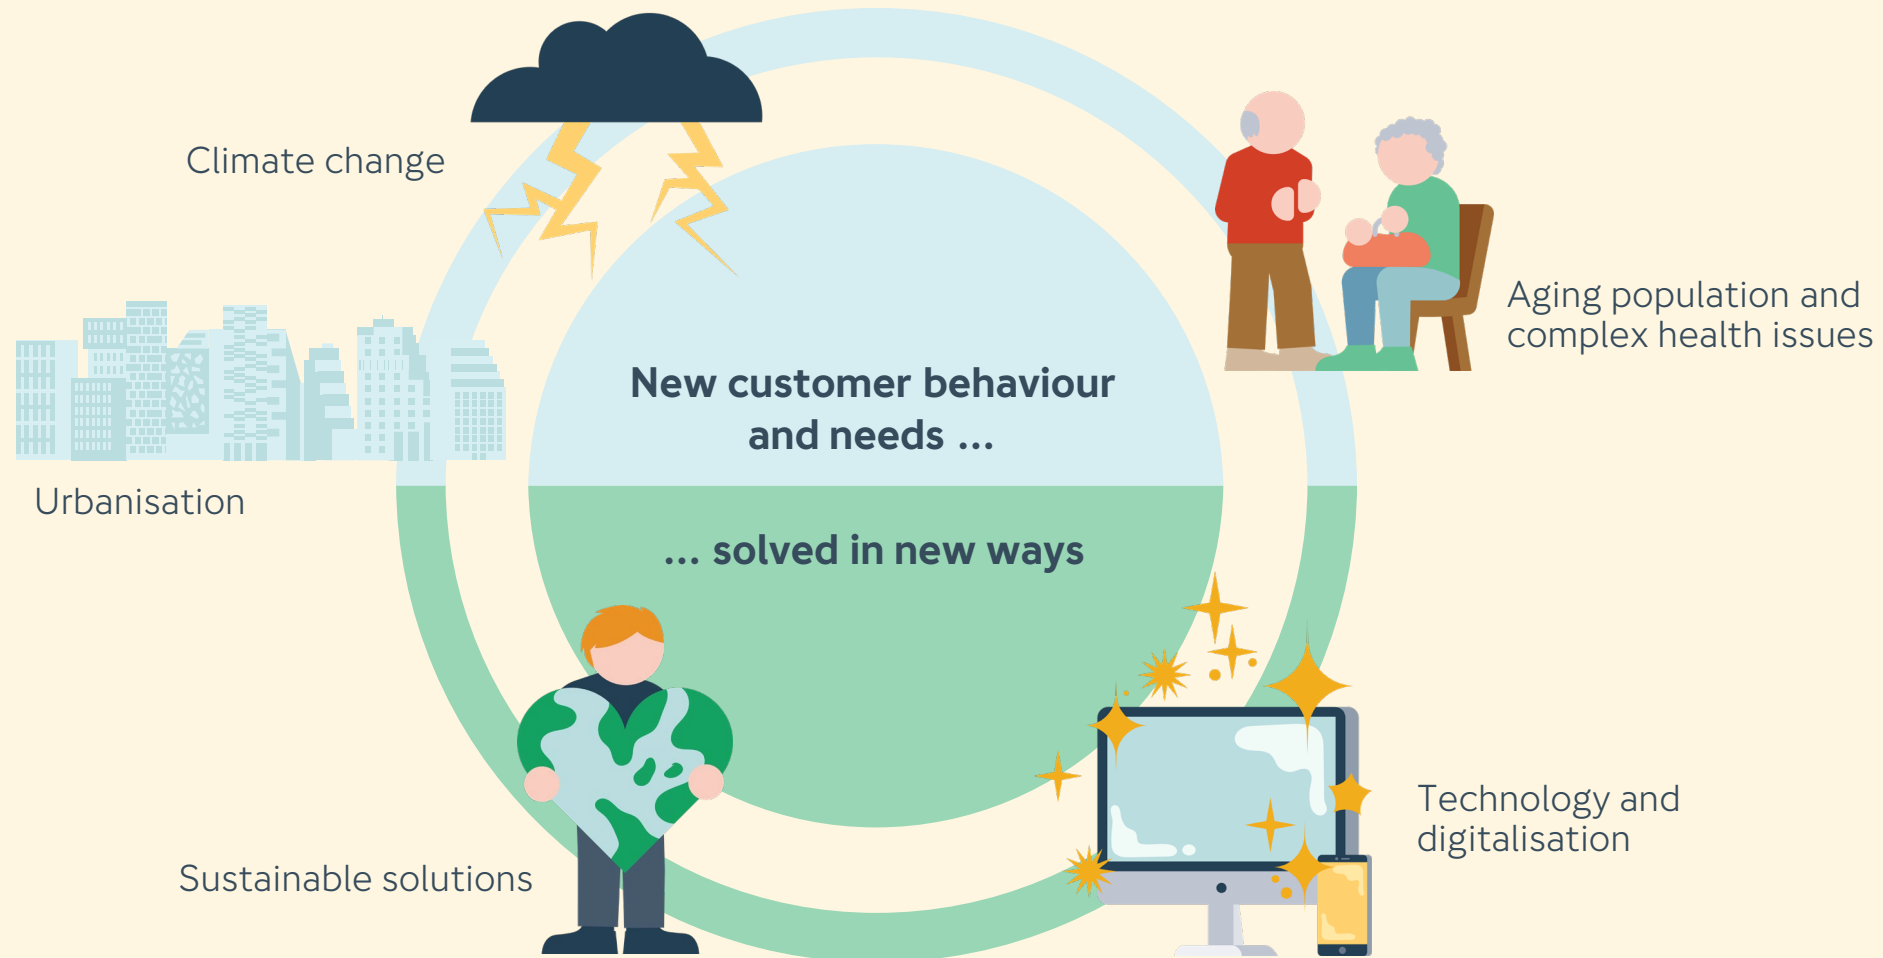 Climate change
Aging population and
complex health issues
New customer behaviour
and needs ...
Urbanisation
... solved in new ways
Technology and
digitalisation
Sustainable solutions